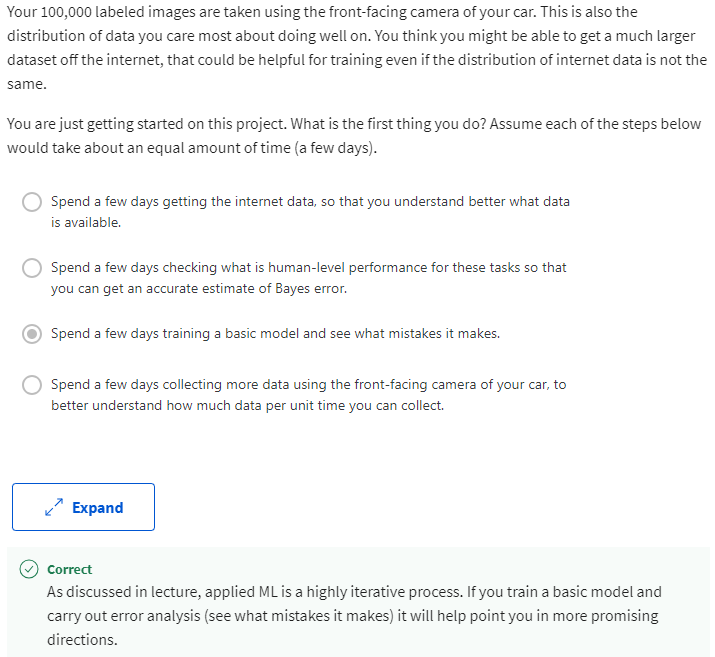 Your 100,000 labeled images are taken using the front-facing camera of your car. This is also the
distribution of data you care most about doing well on. You think you might be able to get a much larger
dataset off the internet, that could be helpful for training even if the distribution of internet data is not the
same.
You are just getting started on this project. What is the first thing you do? Assume each of the steps below
would take about an equal amount of time (a few days).
Spend a few days getting the internet data, so that you understand better what data
is available.
Spend a few days checking what is human-level performance for these tasks so that
you can get an accurate estimate of Bayes error.
Spend a few days training a basic model and see what mistakes it makes.
Spend a few days collecting more data using the front-facing camera of your car, to
better understand how much data per unit time you can collect.
Expand
Correct
As discussed in lecture, applied ML is a highly iterative process. If you train a basic model and
carry out error analysis (see what mistakes it makes) it will help point you in more promising
directions.